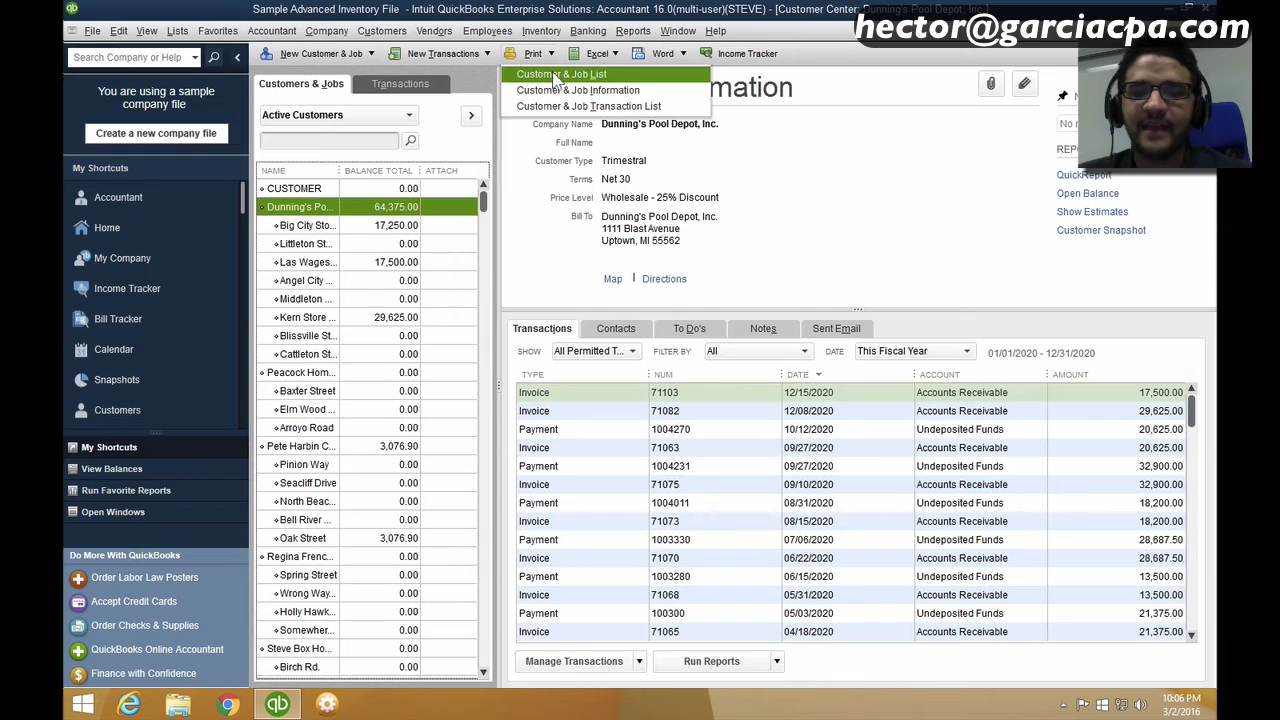 Sample Advanced Inventory File - Intuit QuickBooks Enterprise Solutions: Accountant 16.0(multi-user)(STEVE) - [Customer Center:
hector@garciacpa.com
File Edit View Lists Favorites Accountant Company Customers Vendors Employees Inventory Banking Reports Window Help
Search Company or Help
New Customer & Job New Transactions Print Excel Word Income Tracker
You are using a
sample
company file
Create a new company file
My Shortcuts
Accountant
Home
My Company
Income Tracker
Bill Tracker
Calendar
Snapshots
Customers
My Shortcuts
View Balances
Run Favorite Reports
Open Windows
Do More With QuickBooks
Order Labor Law Posters
Accept Credit Cards
Order Checks & Supplies
QuickBooks Online Accountant
Finance with Confidence
Customers & Jobs Transactions
Active Customers
NAME BALANCE TOTAL ATTACH
CUSTOMER 0.00
Dunning's Po... 64,375.00
Big City Sto... 17,250.00
Littleton St... 0.00
Las Wages... 17,500.00
Angel City ... 0.00
Middleton ... 0.00
Kern Store ... 29,625.00
Blissville St... 0.00
Cattleton St... 0.00
Peacock Hom... 0.00
Baxter Street 0.00
Elm Wood ... 0.00
Arroyo Road 0.00
Pete Harbin C... 3,076.90
Pinion Way 0.00
Seacliff Drive 0.00
North Beac... 0.00
Bell River ... 0.00
Oak Street 3,076.90
Regina Frenc... 0.00
Spring Street 0.00
Wrong Way... 0.00
Holly Hawk... 0.00
Somewher... 0.00
Steve Box Ho... 0.00
Birch Rd. 0.00
Customer & Job List
Customer & Job Information
Customer & Job Transaction List
mation
Company Name Dunning's Pool Depot, Inc.
Full Name
Customer Type Trimestral
Terms Net 30
Price Level Wholesale - 25% Discount
Bill To Dunning's Pool Depot, Inc.
1111 Blast Avenue
Uptown, MI 55562
Map | Directions
QuickReport
Open Balance
Show Estimates
Customer Snapshot
Transactions Contacts To Do's Notes Sent Email
SHOW All Permitted T... FILTER BY All DATE This Fiscal Year 01/01/2020 - 12/31/2020
TYPE NUM DATE ACCOUNT AMOUNT
Invoice 71103 12/15/2020 Accounts Receivable 17,500.00
Invoice 71082 12/08/2020 Accounts Receivable 29,625.00
Payment 1004270 10/12/2020 Undeposited Funds 20,625.00
Invoice 71063 09/27/2020 Accounts Receivable 20,625.00
Payment 1004231 09/27/2020 Undeposited Funds 32,900.00
Invoice 71075 09/10/2020 Accounts Receivable 32,900.00
Payment 1004011 08/31/2020 Undeposited Funds 18,200.00
Invoice 71073 08/15/2020 Accounts Receivable 18,200.00
Payment 1003330 07/06/2020 Undeposited Funds 28,687.50
Invoice 71070 06/22/2020 Accounts Receivable 28,687.50
Payment 1003280 06/15/2020 Undeposited Funds 13,500.00
Invoice 71068 05/31/2020 Accounts Receivable 13,500.00
Payment 100300 05/03/2020 Undeposited Funds 21,375.00
Invoice 71065 04/18/2020 Accounts Receivable 21,375.00
Manage Transactions Run Reports
10:06 PM
3/2/2016